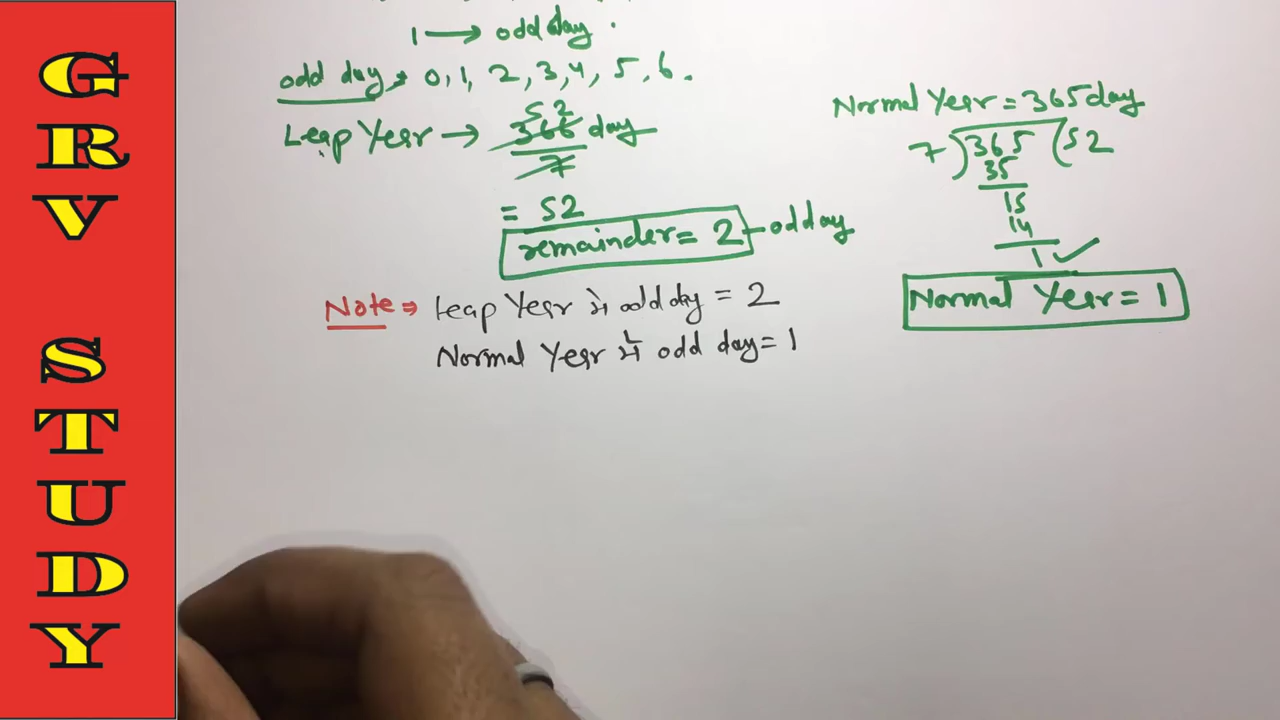 GRV STUDY
1 → odd day.
odd day → 0, 1, 2, 3, 4, 5, 6.
Leap Year → 366 day
52
7
= 52
remainder = 2 - odd day
Note ⇒ Leap Year में odd day = 2
Normal Year में odd day = 1
Normal Year = 365 day
7 ) 365 ( 52
35
15
14
1 ✓
Normal Year = 1